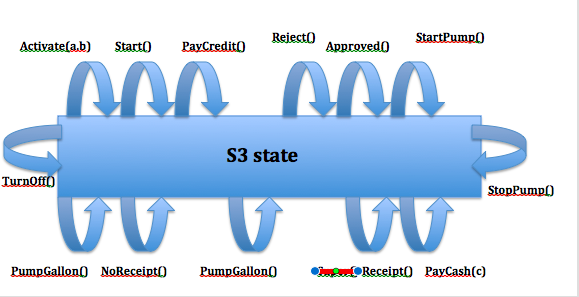 Activate(a.b) Start() PayCredit() Reject() Approved() StartPump()
S3 state
TurnOff() StopPump()
PumpGallon() NoReceipt() PumpGallon() Receipt() PayCash(c)